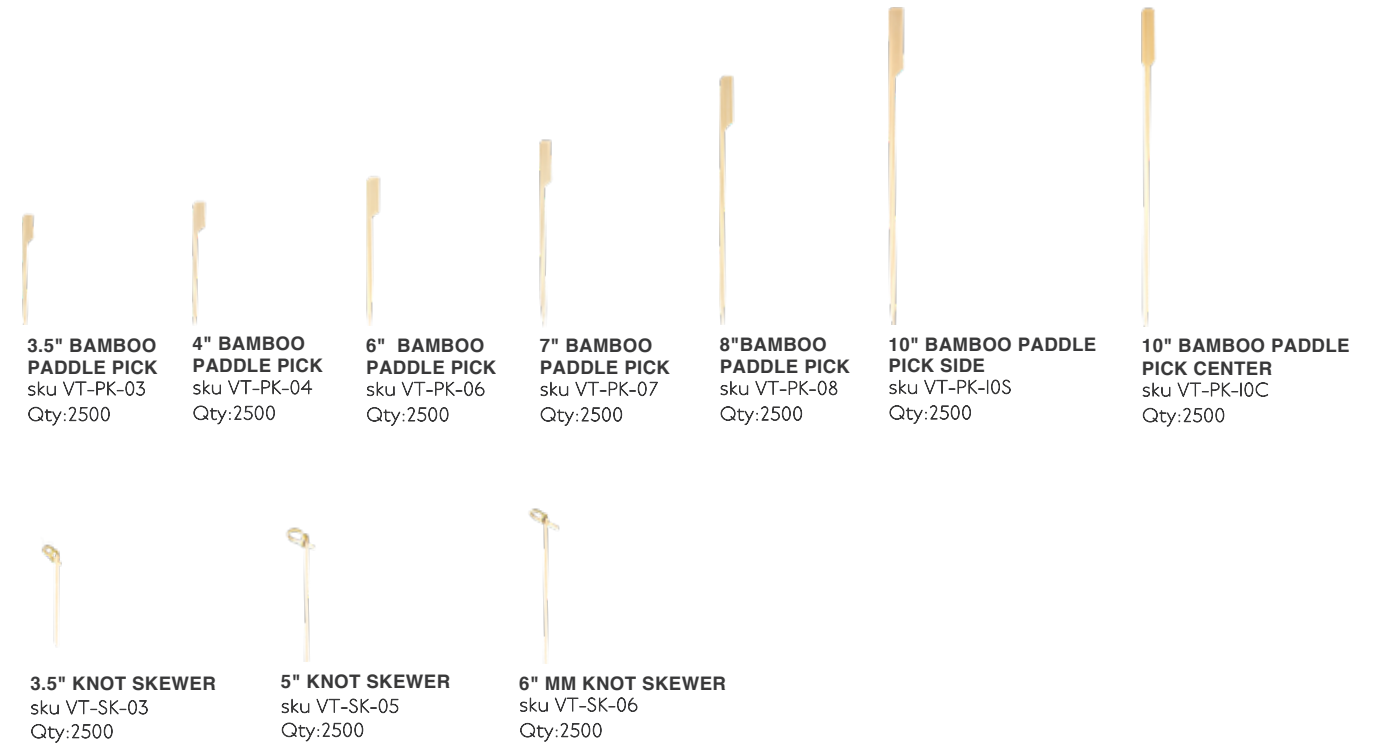 3.5" BAMBOO
PADDLE PICK
sku VT-PK-03
Qty:2500
4" BAMBOO
PADDLE PICK
sku VT-PK-04
Qty:2500
6"  BAMBOO
PADDLE PICK
sku VT-PK-06
Qty:2500
7" BAMBOO
PADDLE PICK
sku VT-PK-07
Qty:2500
8"BAMBOO
PADDLE PICK
sku VT-PK-08
Qty:2500
10" BAMBOO PADDLE
PICK SIDE
sku VT-PK-10S
Qty:2500
10" BAMBOO PADDLE
PICK CENTER
sku VT-PK-10C
Qty:2500
3.5" KNOT SKEWER
sku VT-SK-03
Qty:2500
5" KNOT SKEWER
sku VT-SK-05
Qty:2500
6" MM KNOT SKEWER
sku VT-SK-06
Qty:2500